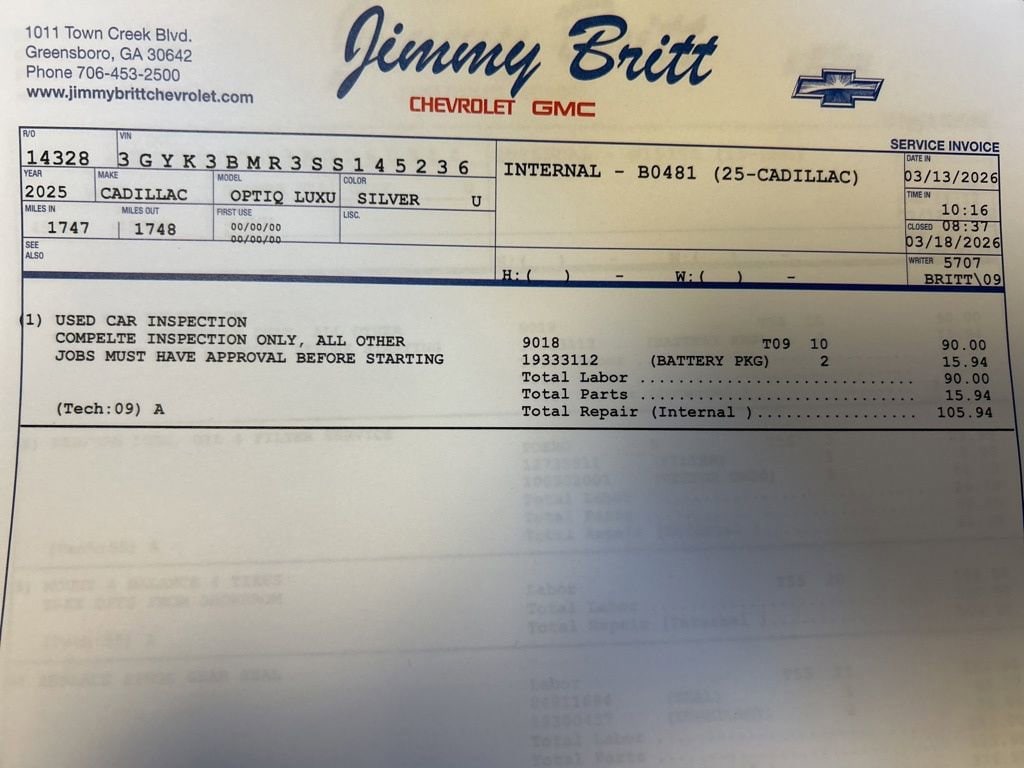 1011 Town Creek Blvd.
Greensboro, GA 30642
Phone 706-453-2500
www.jimmybrittchevrolet.com
Jimmy Britt
CHEVROLET GMC
SERVICE INVOICE
R/O
14328
VIN
3GYK3BMR3SS145236
YEAR
2025
MAKE
CADILLAC
MODEL
OPTIQ LUXU
COLOR
SILVER U
MILES IN
1747
MILES OUT
1748
FIRST USE
00/00/00
00/00/00
LISC.
SEE
ALSO
INTERNAL - B0481 (25-CADILLAC)
H:( ) - W:( ) -
DATE IN
03/13/2026
TIME IN
10:16
CLOSED 08:37
03/18/2026
WRITER 5707
BRITT\09
(1) USED CAR INSPECTION
COMPELTE INSPECTION ONLY, ALL OTHER 9018 T09 10 90.00
JOBS MUST HAVE APPROVAL BEFORE STARTING 19333112 (BATTERY PKG) 2 15.94
Total Labor ............................ 90.00
Total Parts ............................ 15.94
(Tech:09) A Total Repair (Internal )................ 105.94